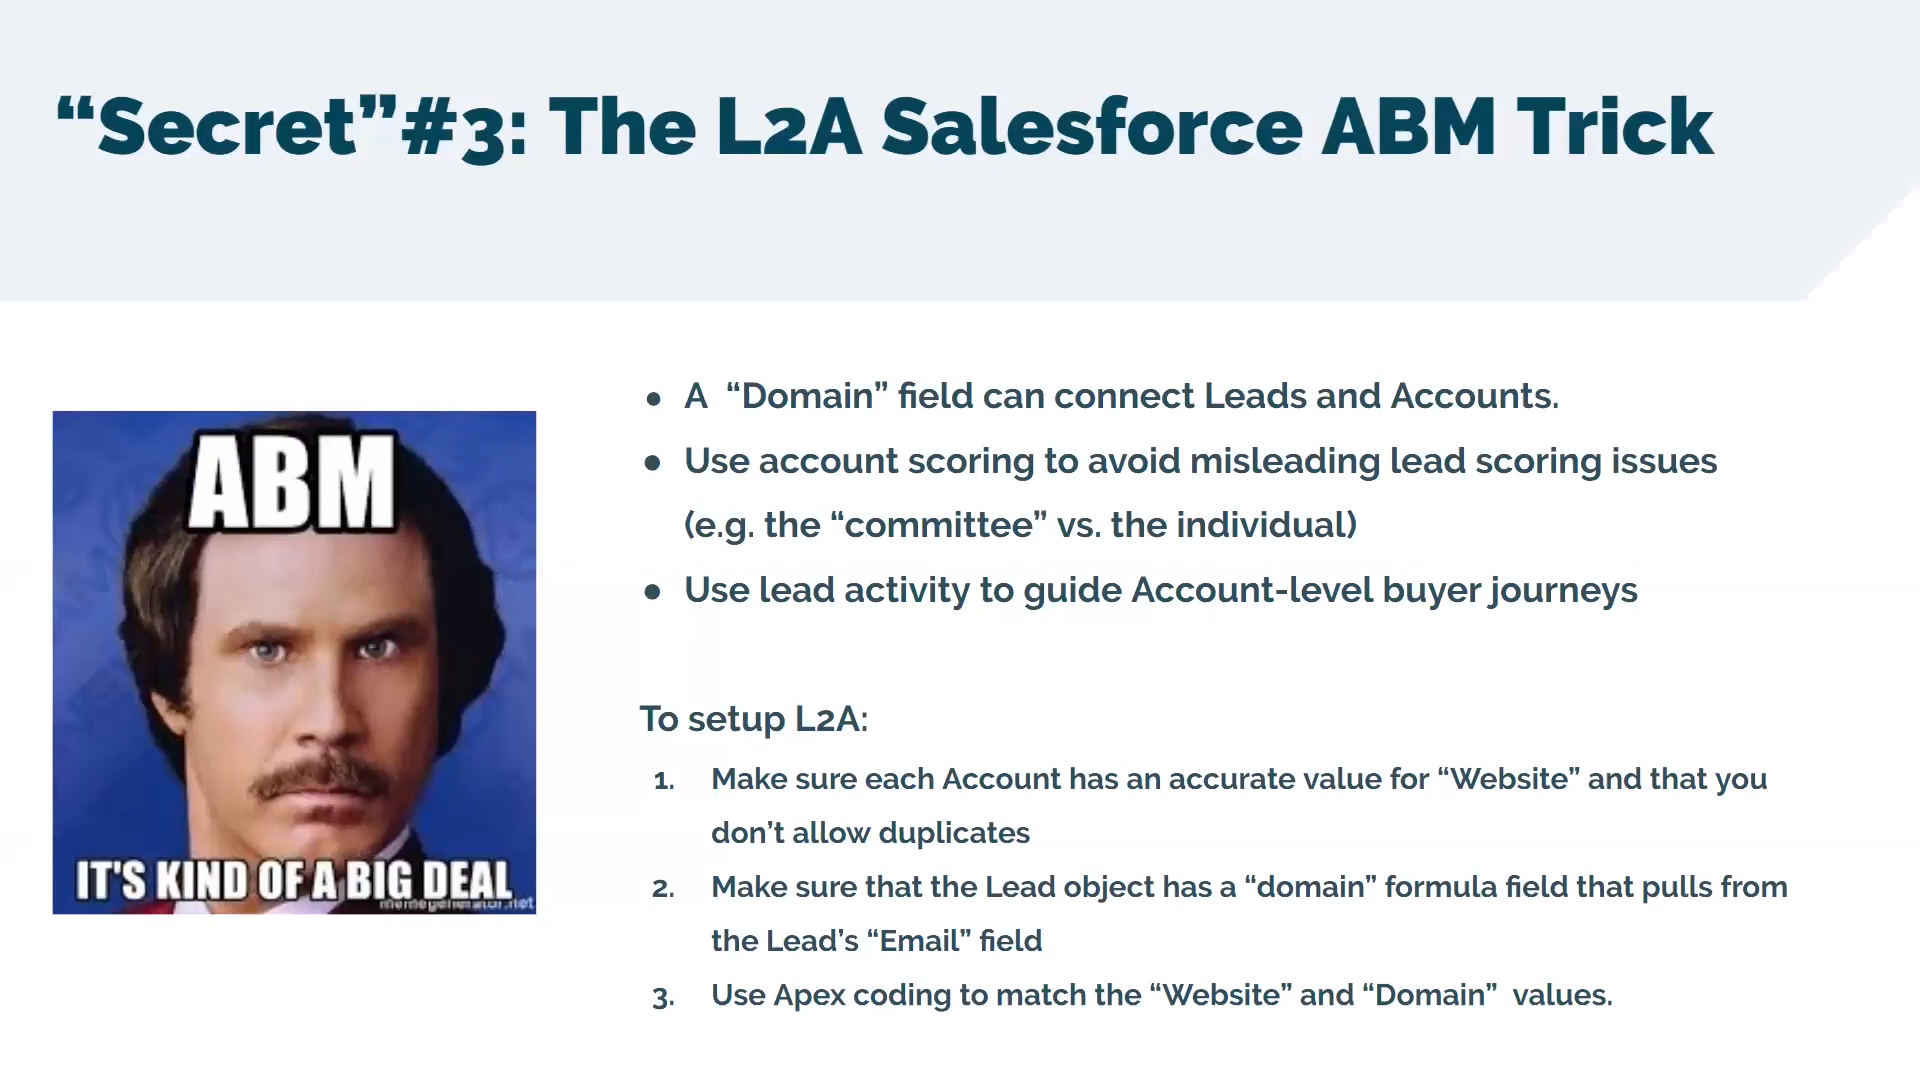 “Secret”#3: The L2A Salesforce ABM Trick
ABM
IT'S KIND OF A BIG DEAL
memegenerator.net
● A “Domain” field can connect Leads and Accounts.
● Use account scoring to avoid misleading lead scoring issues
(e.g. the “committee” vs. the individual)
● Use lead activity to guide Account-level buyer journeys
To setup L2A:
1. Make sure each Account has an accurate value for “Website” and that you
don’t allow duplicates
2. Make sure that the Lead object has a “domain” formula field that pulls from
the Lead’s “Email” field
3. Use Apex coding to match the “Website” and “Domain” values.